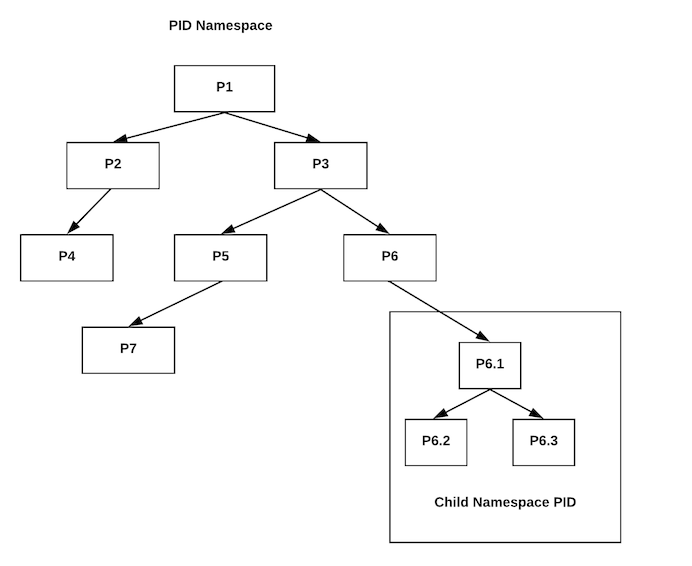 PID Namespace
P1
P2
P3
P4
P5
P6
P7
P6.1
P6.2
P6.3
Child Namespace PID